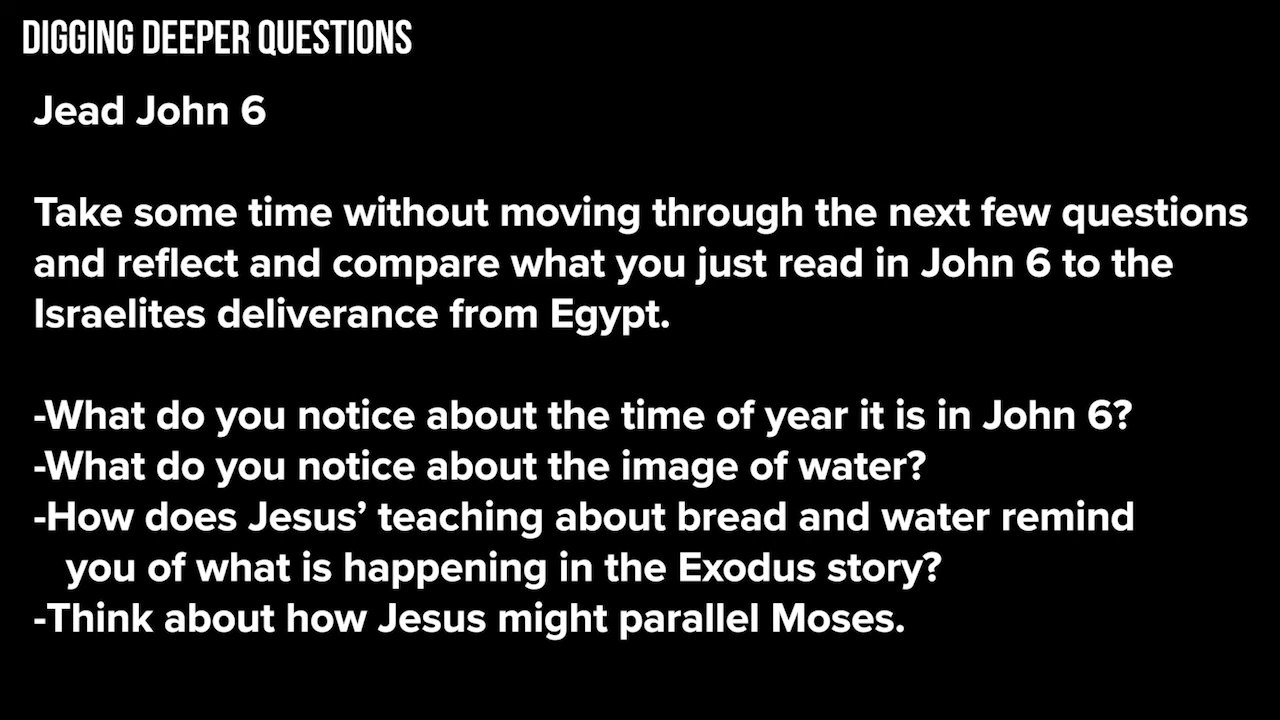 DIGGING DEEPER QUESTIONS
Jead John 6
Take some time without moving through the next few questions
and reflect and compare what you just read in John 6 to the
Israelites deliverance from Egypt.
-What do you notice about the time of year it is in John 6?
-What do you notice about the image of water?
-How does Jesus’ teaching about bread and water remind
you of what is happening in the Exodus story?
-Think about how Jesus might parallel Moses.